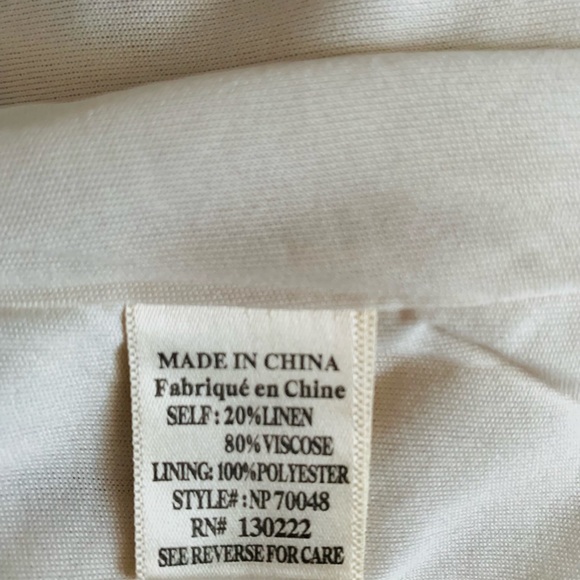 MADE IN CHINA
Fabriqué en Chine
SELF: 20%LINEN
80%VISCOSE
LINING: 100%POLYESTER
STYLE#: NP 70048
RN# 130222
SEE REVERSE FOR CARE